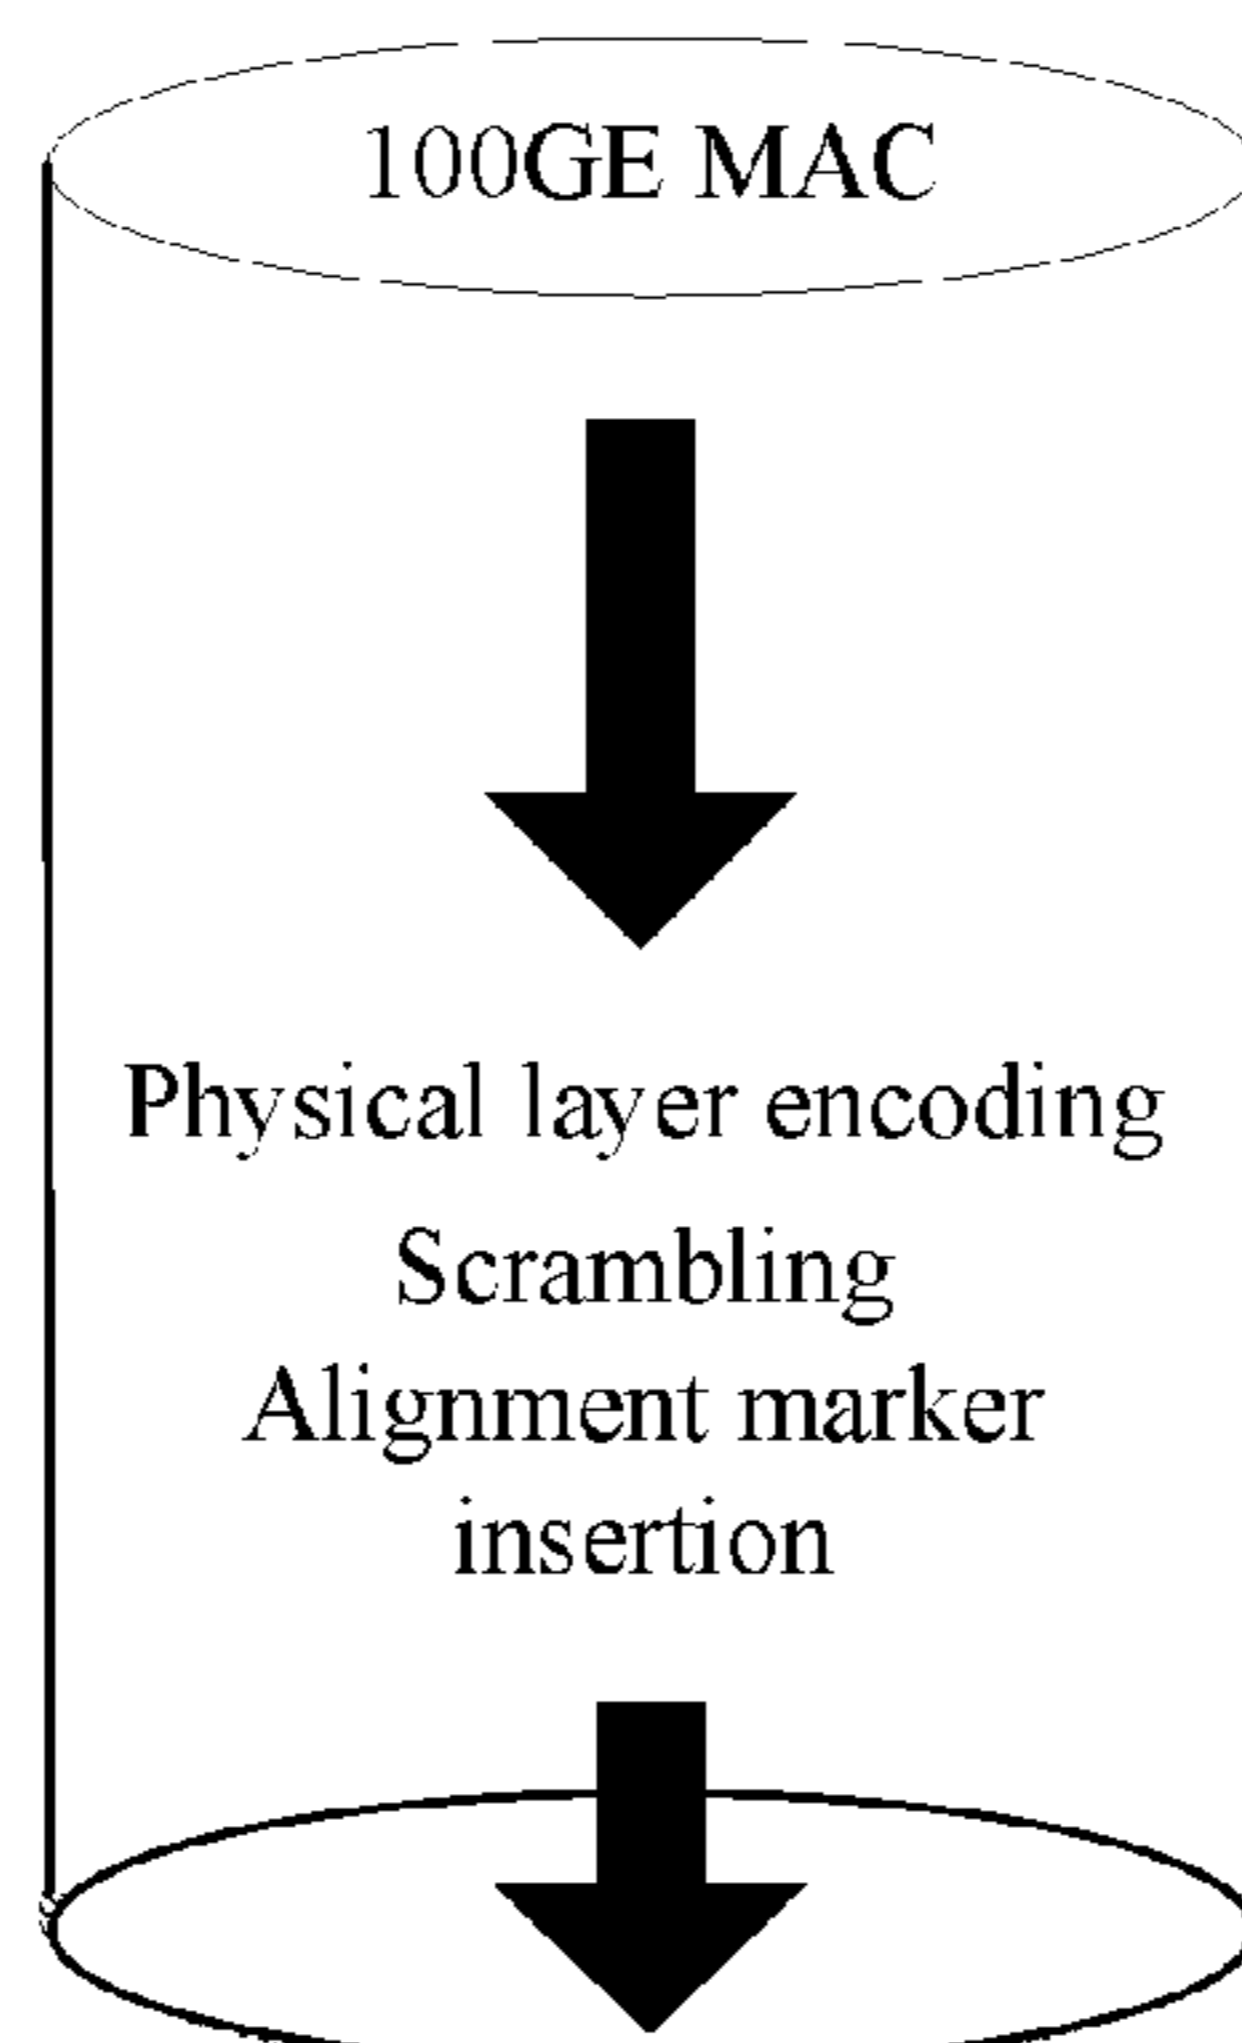 100GE MAC
Physical layer encoding
Scrambling
Alignment marker
insertion